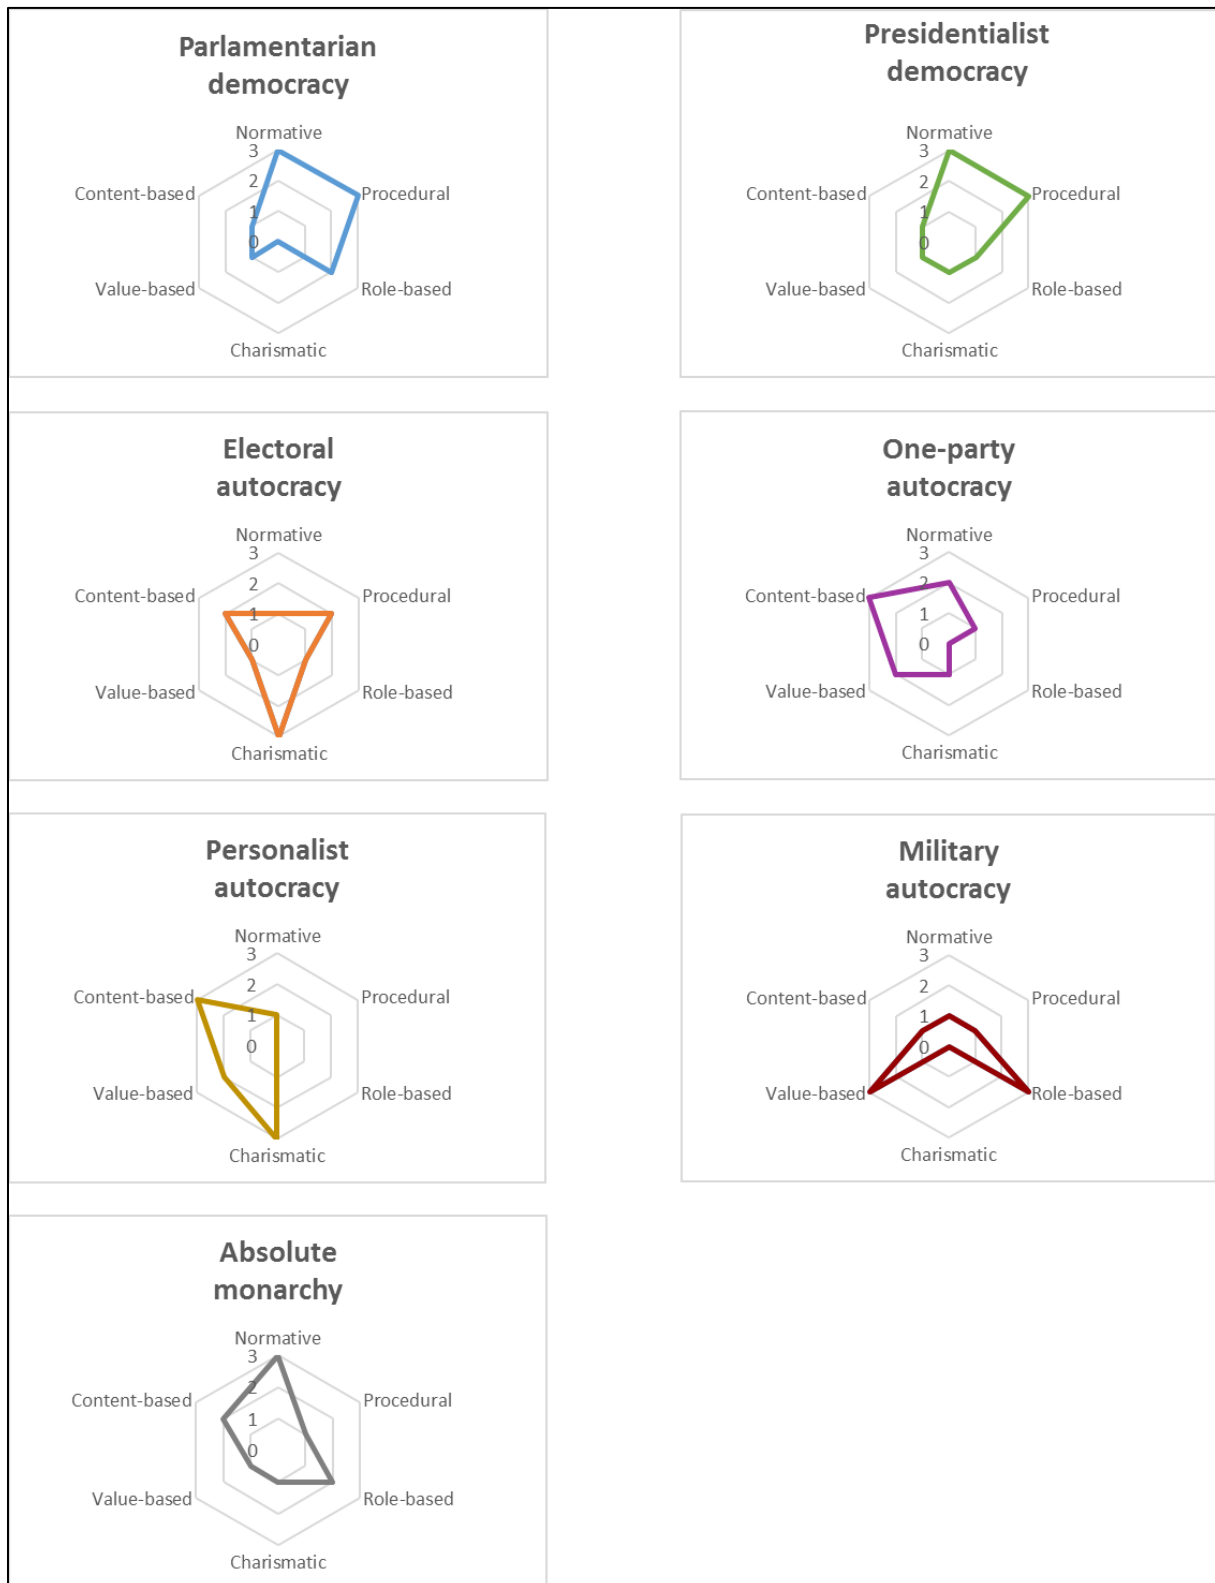 Parlamentarian
democracy
Normative
3
2
1
0
Procedural
Role-based
Charismatic
Value-based
Content-based
Presidentialist
democracy
Normative
3
2
1
0
Procedural
Role-based
Charismatic
Value-based
Content-based
Electoral
autocracy
Normative
3
2
1
0
Procedural
Role-based
Charismatic
Value-based
Content-based
One-party
autocracy
Normative
3
2
1
0
Procedural
Role-based
Charismatic
Value-based
Content-based
Personalist
autocracy
Normative
3
2
1
0
Procedural
Role-based
Charismatic
Value-based
Content-based
Military
autocracy
Normative
3
2
1
0
Procedural
Role-based
Charismatic
Value-based
Content-based
Absolute
monarchy
Normative
3
2
1
0
Procedural
Role-based
Charismatic
Value-based
Content-based